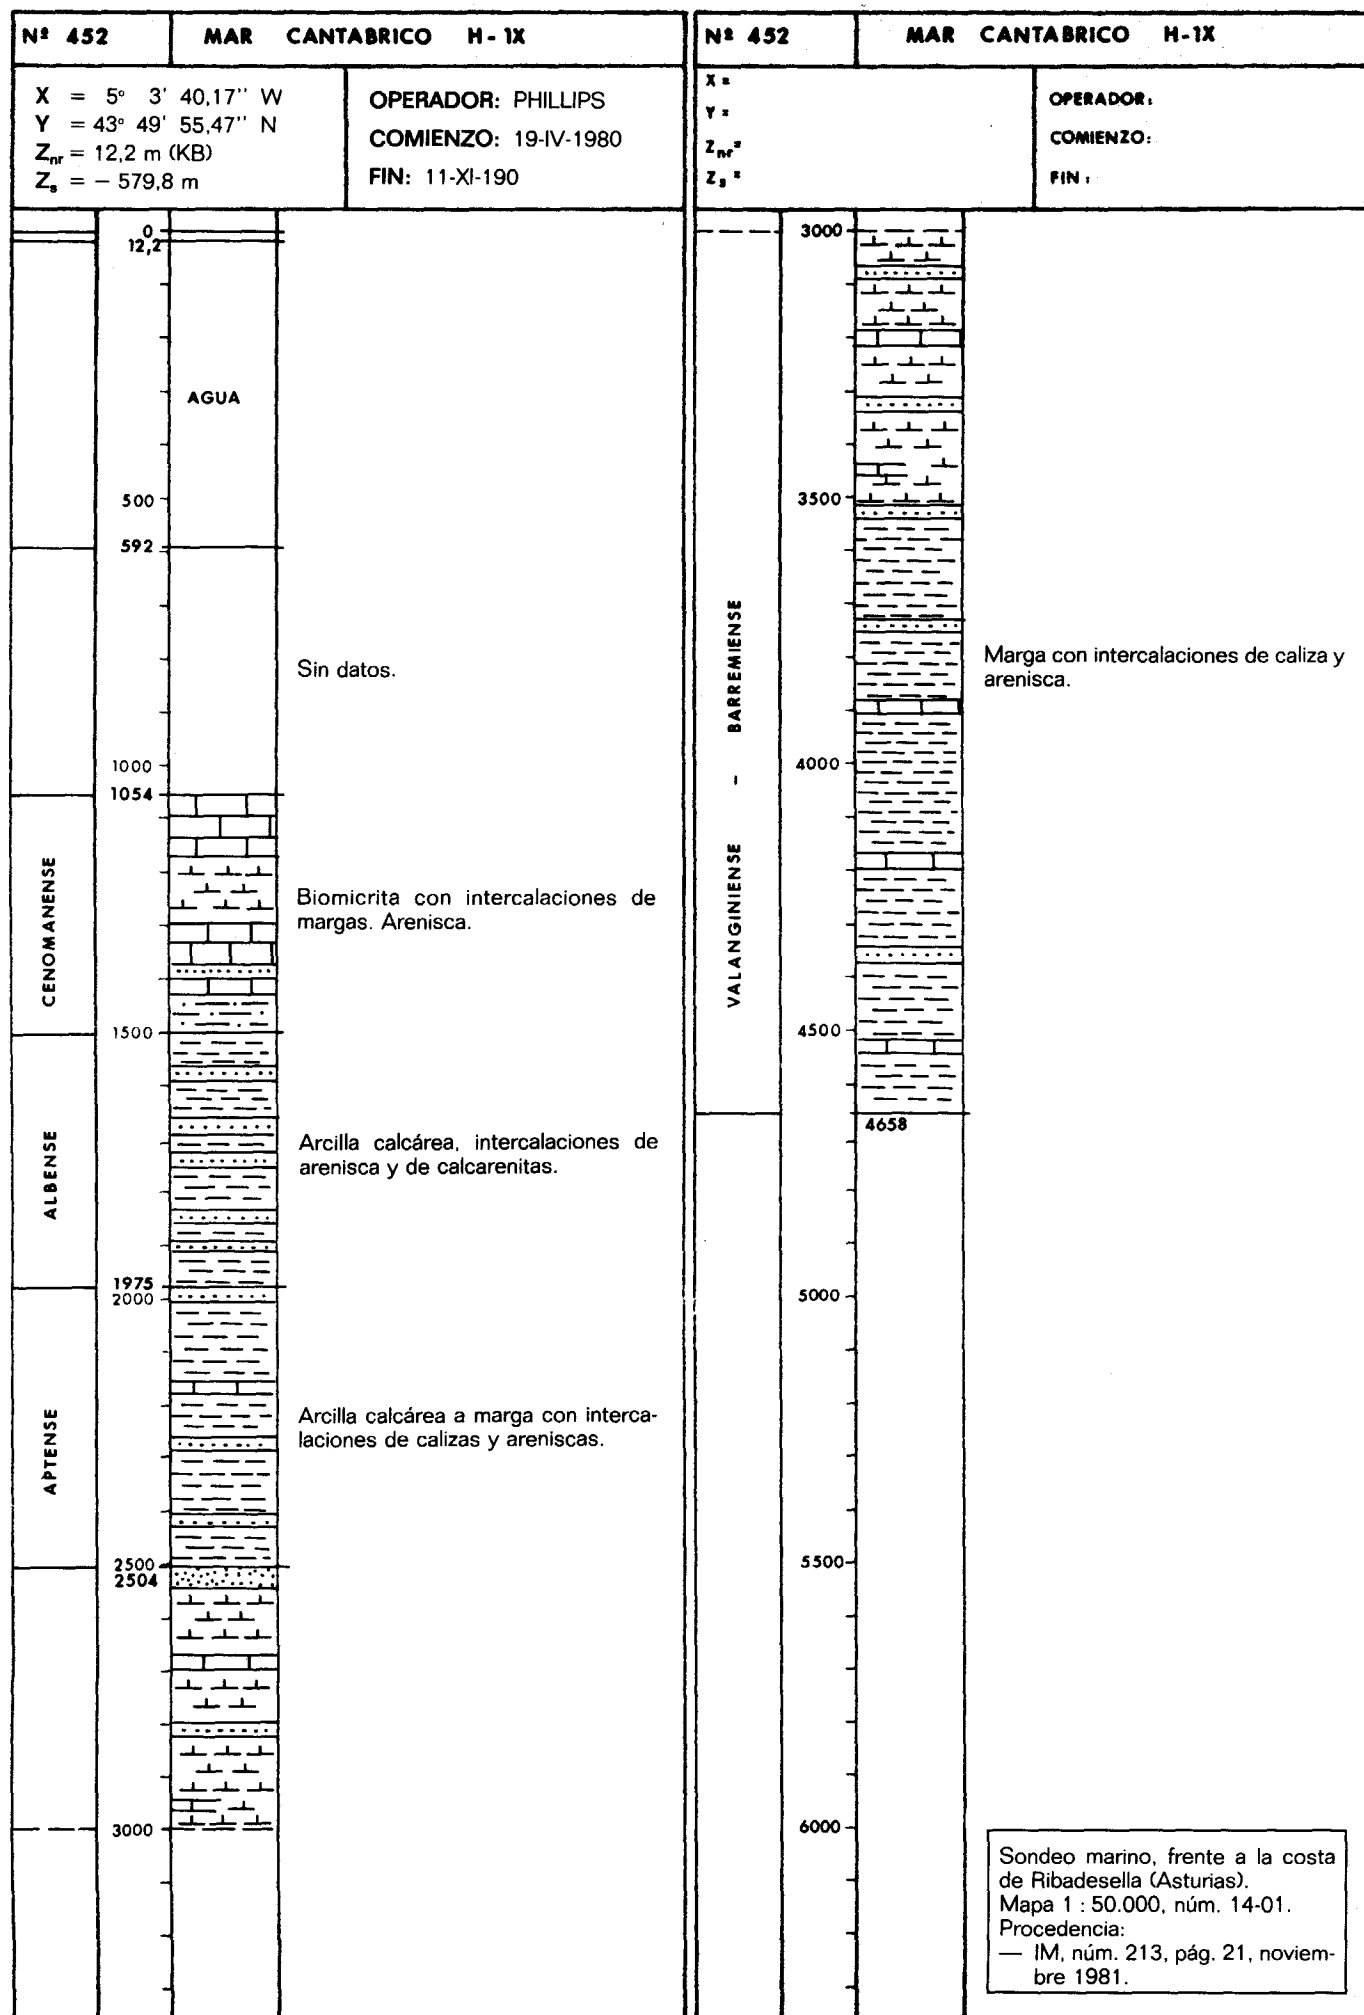 Nº 452
MAR CANTABRICO H-1X
X = 5° 3' 40,17'' W
Y = 43° 49' 55,47'' N
Znr = 12,2 m (KB)
Zs = − 579,8 m
OPERADOR: PHILLIPS
COMIENZO: 19-IV-1980
FIN: 11-XI-190
0
12,2
AGUA
500
592
Sin datos.
1000
1054
CENOMANENSE
Biomicrita con intercalaciones de
margas. Arenisca.
1500
ALBENSE
Arcilla calcárea, intercalaciones de
arenisca y de calcarenitas.
1975
2000
APTENSE
Arcilla calcárea a marga con interca-
laciones de calizas y areniscas.
2500
2504
3000
Nº 452
MAR CANTABRICO H-1X
X =
Y =
Znr=
Zs =
OPERADOR:
COMIENZO:
FIN:
3000
3500
VALANGINIENSE - BARREMIENSE
Marga con intercalaciones de caliza y
arenisca.
4000
4500
4658
5000
5500
6000
Sondeo marino, frente a la costa
de Ribadesella (Asturias).
Mapa 1 : 50.000, núm. 14-01.
Procedencia:
— IM, núm. 213, pág. 21, noviem-
bre 1981.